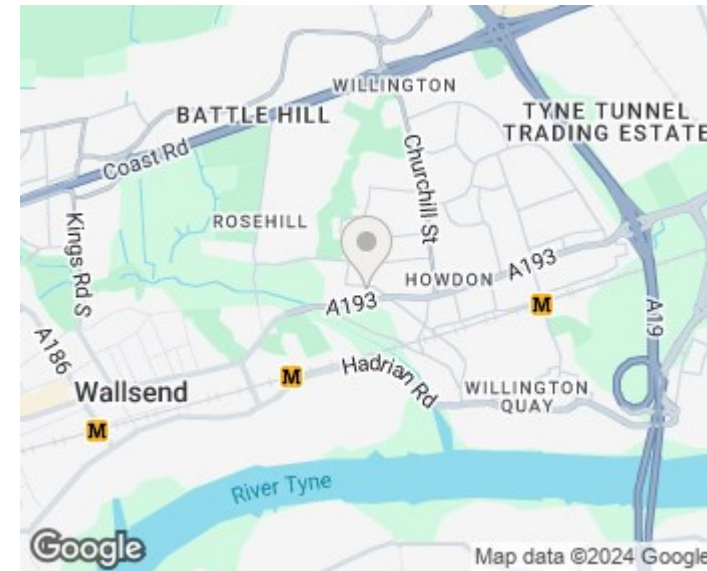 WILLINGTON
BATTLE HILL
TYNE TUNNEL
TRADING ESTATE
Coast Rd
Churchill St
Kings Rd S
ROSEHILL
HOWDON
A193
A193
A19
M
A186
Hadrian Rd
M
Wallsend
WILLINGTON
QUAY
M
River Tyne
Google
Map data ©2024 Google